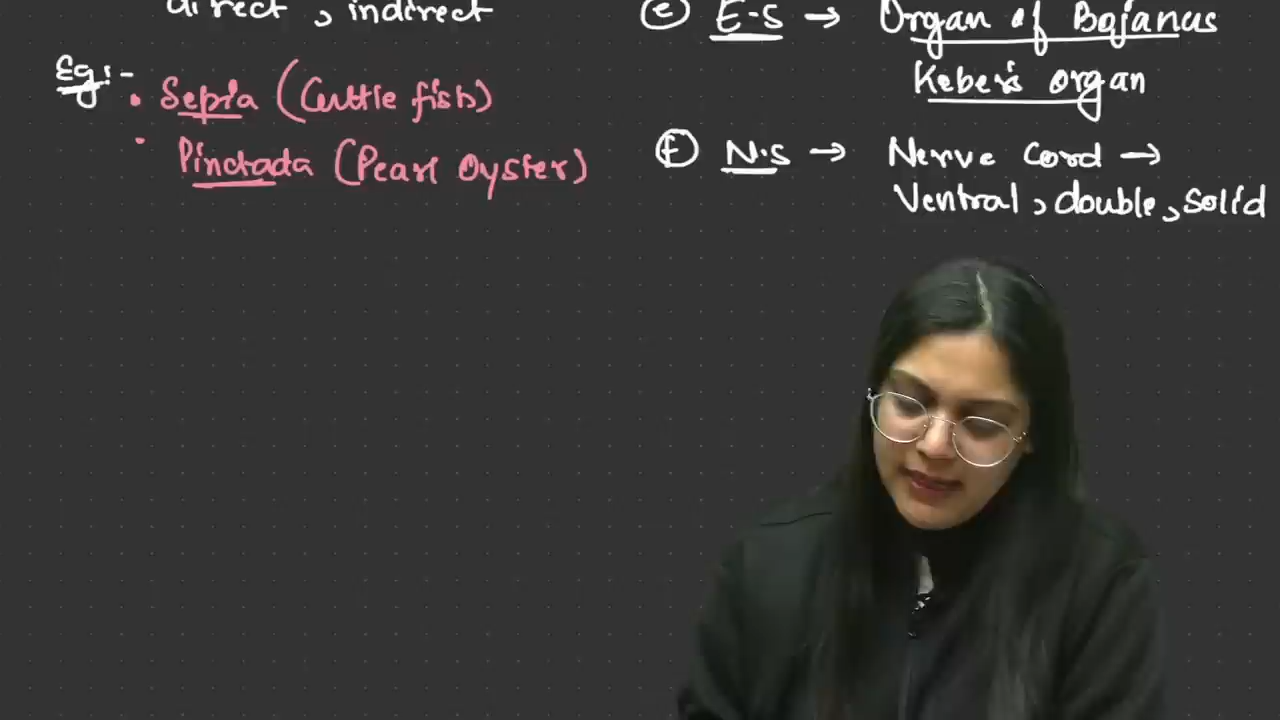 direct, indirect
Eg:-
• Sepia (Cuttle fish)
• Pinctada (Pearl Oyster)
(e) E.S → Organ of Bojanus
Keber's organ
(f) N.S → Nerve Cord →
Ventral, double, solid